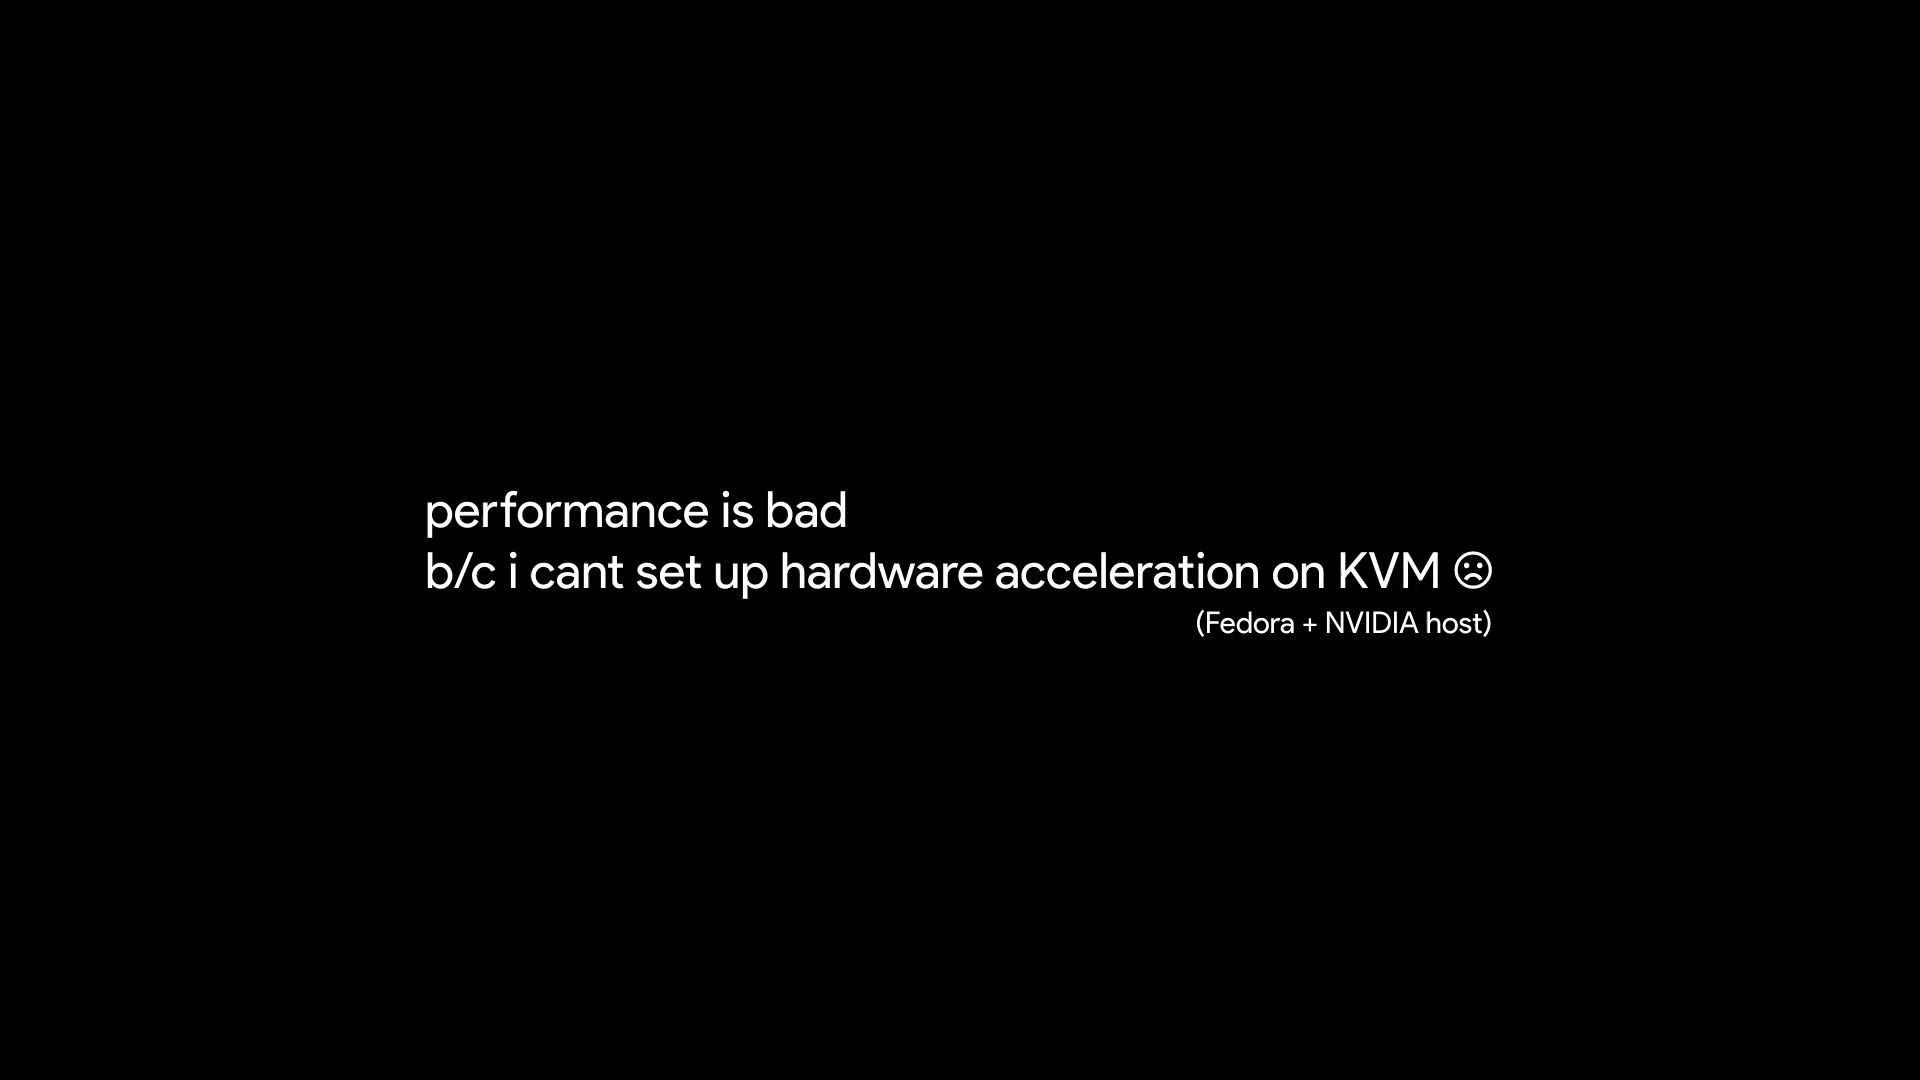 performance is bad
b/c i cant set up hardware acceleration on KVM ☹
(Fedora + NVIDIA host)